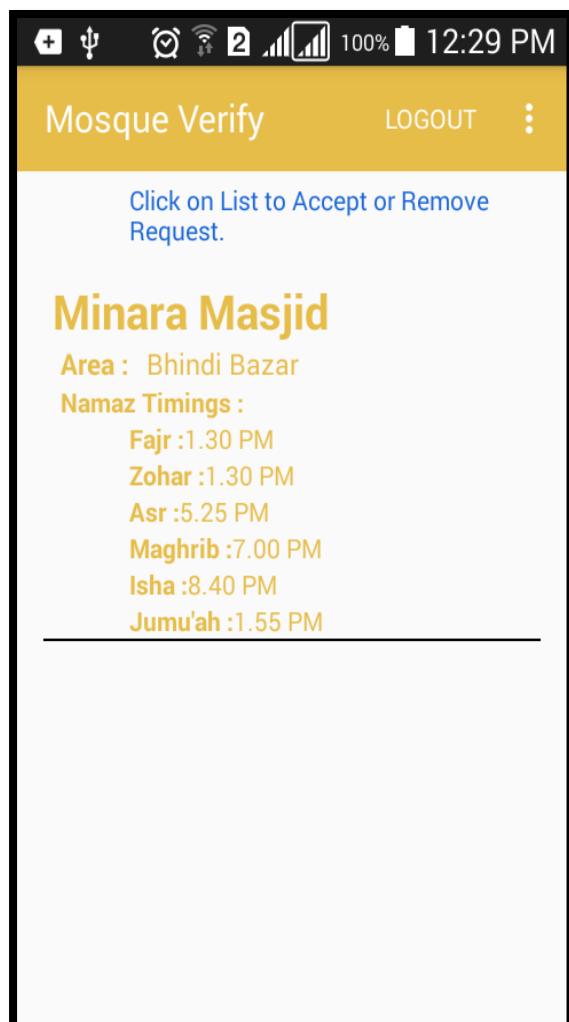 2 100% 12:29 PM
Mosque Verify LOGOUT
Click on List to Accept or Remove
Request.
Minara Masjid
Area : Bhindi Bazar
Namaz Timings :
Fajr :1.30 PM
Zohar :1.30 PM
Asr :5.25 PM
Maghrib :7.00 PM
Isha :8.40 PM
Jumu'ah :1.55 PM